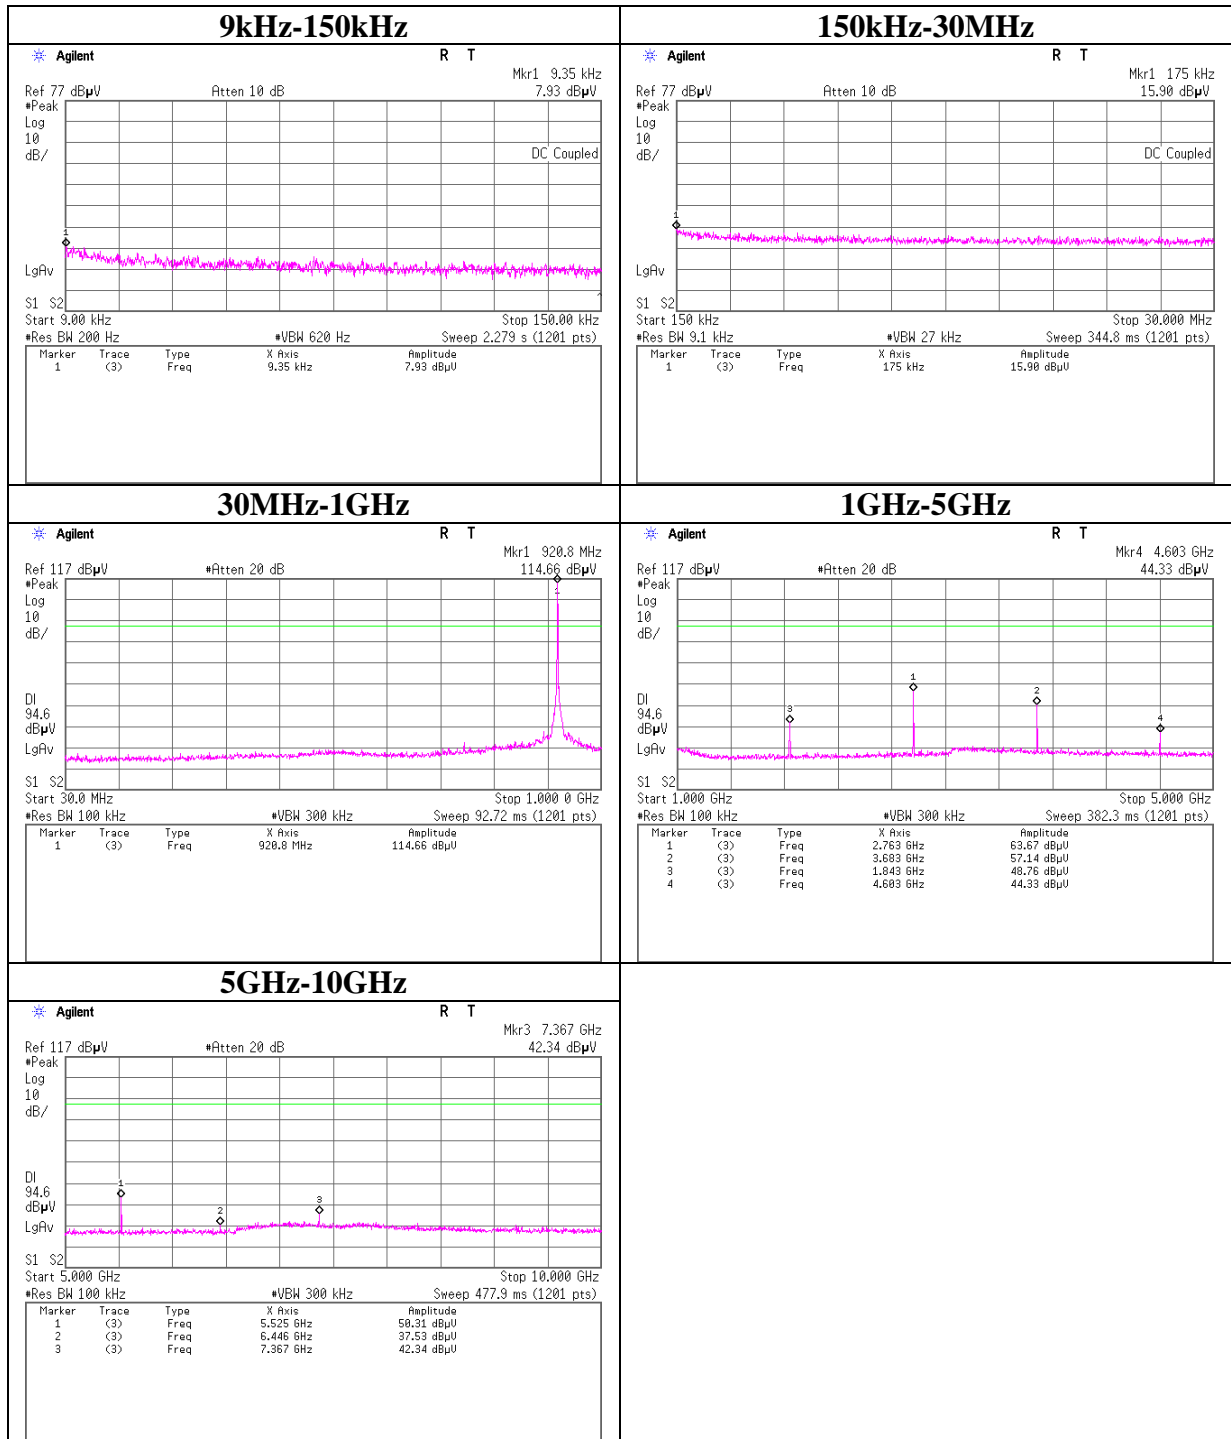 9kHz-150kHz
Agilent R T
Mkr1 9.35 kHz
Ref 77 dBµV Atten 10 dB 7.93 dBµV
#Peak
Log
10
dB/
DC Coupled
1
LgAv
S1 S2
Start 9.00 kHz Stop 150.00 kHz
#Res BW 200 Hz #VBW 620 Hz Sweep 2.279 s (1201 pts)
Marker Trace Type X Axis Amplitude
1 (3) Freq 9.35 kHz 7.93 dBµV
150kHz-30MHz
Agilent R T
Mkr1 175 kHz
Ref 77 dBµV Atten 10 dB 15.90 dBµV
#Peak
Log
10
dB/
DC Coupled
1
LgAv
S1 S2
Start 150 kHz Stop 30.000 MHz
#Res BW 9.1 kHz #VBW 27 kHz Sweep 344.8 ms (1201 pts)
Marker Trace Type X Axis Amplitude
1 (3) Freq 175 kHz 15.90 dBµV
30MHz-1GHz
Agilent R T
Mkr1 920.8 MHz
Ref 117 dBµV #Atten 20 dB 114.66 dBµV
#Peak
Log
10
dB/
1
DI
94.6
dBµV
LgAv
S1 S2
Start 30.0 MHz Stop 1.000 0 GHz
#Res BW 100 kHz #VBW 300 kHz Sweep 92.72 ms (1201 pts)
Marker Trace Type X Axis Amplitude
1 (3) Freq 920.8 MHz 114.66 dBµV
1GHz-5GHz
Agilent R T
Mkr4 4.603 GHz
Ref 117 dBµV #Atten 20 dB 44.33 dBµV
#Peak
Log
10
dB/
3 1 2 4
DI
94.6
dBµV
LgAv
S1 S2
Start 1.000 GHz Stop 5.000 GHz
#Res BW 100 kHz #VBW 300 kHz Sweep 382.3 ms (1201 pts)
Marker Trace Type X Axis Amplitude
1 (3) Freq 2.763 GHz 63.67 dBµV
2 (3) Freq 3.683 GHz 57.14 dBµV
3 (3) Freq 1.843 GHz 48.76 dBµV
4 (3) Freq 4.603 GHz 44.33 dBµV
5GHz-10GHz
Agilent R T
Mkr3 7.367 GHz
Ref 117 dBµV #Atten 20 dB 42.34 dBµV
#Peak
Log
10
dB/
1 2 3
DI
94.6
dBµV
LgAv
S1 S2
Start 5.000 GHz Stop 10.000 GHz
#Res BW 100 kHz #VBW 300 kHz Sweep 477.9 ms (1201 pts)
Marker Trace Type X Axis Amplitude
1 (3) Freq 5.525 GHz 50.31 dBµV
2 (3) Freq 6.446 GHz 37.53 dBµV
3 (3) Freq 7.367 GHz 42.34 dBµV